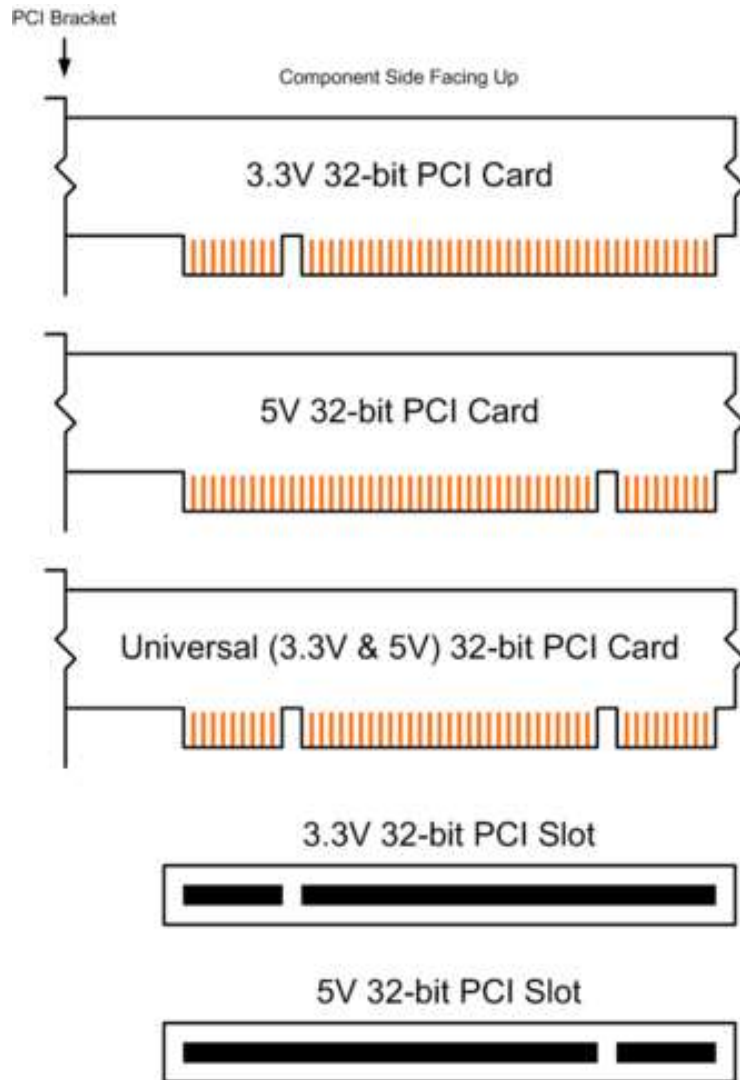 PCI Bracket
Component Side Facing Up
3.3V 32-bit PCI Card
5V 32-bit PCI Card
Universal (3.3V & 5V) 32-bit PCI Card
3.3V 32-bit PCI Slot
5V 32-bit PCI Slot